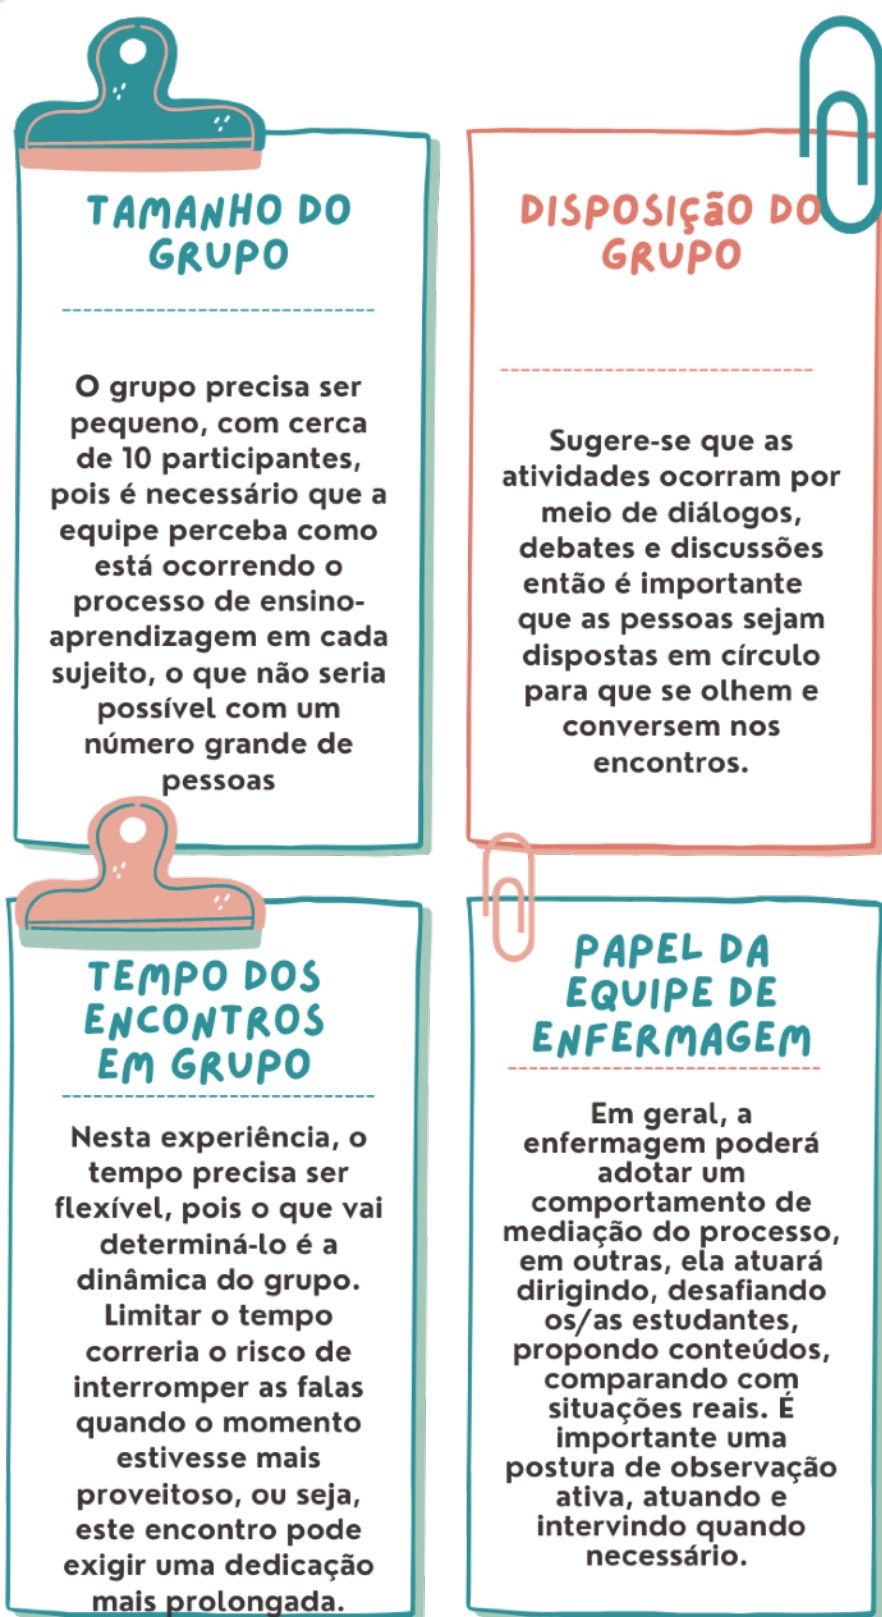 TAMANHO DO
GRUPO
O grupo precisa ser
pequeno, com cerca
de 10 participantes,
pois é necessário que a
equipe perceba como
está ocorrendo o
processo de ensino-
aprendizagem em cada
sujeito, o que não seria
possível com um
número grande de
pessoas
DISPOSIÇãO DO
GRUPO
Sugere-se que as
atividades ocorram por
meio de diálogos,
debates e discussões
então é importante
que as pessoas sejam
dispostas em círculo
para que se olhem e
conversem nos
encontros.
TEMPO DOS
ENCONTROS
EM GRUPO
Nesta experiência, o
tempo precisa ser
flexível, pois o que vai
determiná-lo é a
dinâmica do grupo.
Limitar o tempo
correria o risco de
interromper as falas
quando o momento
estivesse mais
proveitoso, ou seja,
este encontro pode
exigir uma dedicação
mais prolongada.
PAPEL DA
EQUIPE DE
ENFERMAGEM
Em geral, a
enfermagem poderá
adotar um
comportamento de
mediação do processo,
em outras, ela atuará
dirigindo, desafiando
os/as estudantes,
propondo conteúdos,
comparando com
situações reais. É
importante uma
postura de observação
ativa, atuando e
intervindo quando
necessário.